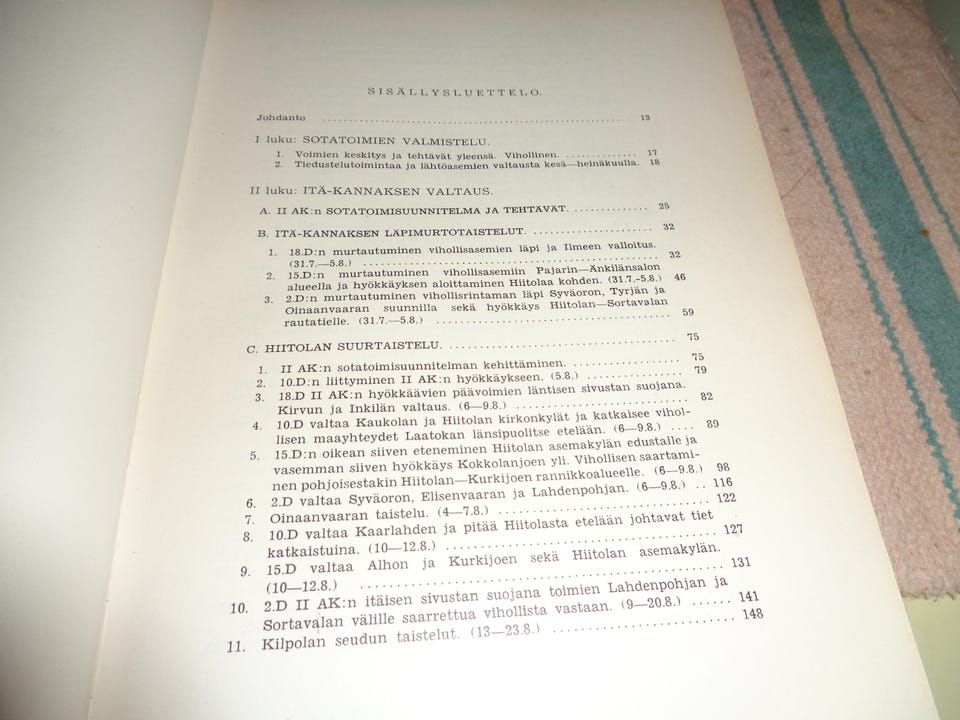 SISÄLLYSLUETTELO.
Johdanto .................................................. 13
I luku: SOTATOIMIEN VALMISTELU.
1. Voimien keskitys ja tehtävät yleensä. Vihollinen. .............. 17
2. Tiedustelutoimintaa ja lähtöasemien valtausta kesä—heinäkuulla. 18
II luku: ITÄ-KANNAKSEN VALTAUS.
A. II AK:n SOTATOIMISUUNNITELMA JA TEHTÄVÄT. .............. 25
B. ITÄ-KANNAKSEN LÄPIMURTOTAISTELUT. .................... 32
1. 18.D:n murtautuminen vihollisasemien läpi ja Ilmeen valloitus.
(31.7.—5.8.) .................................................. 32
2. 15.D:n murtautuminen vihollisasemiin Pajarin—Änkilänsalon
alueella ja hyökkäyksen aloittaminen Hiitolaa kohden. (31.7.-5.8.) 46
3. 2.D:n murtautuminen vihollisrintaman läpi Syväoron, Tyrjän ja
Oinaanvaaran suunnilla sekä hyökkäys Hiitolan—Sortavalan
rautatielle. (31.7.—5.8.) ........................................ 59
C. HIITOLAN SUURTAISTELU. .................................... 75
1. II AK:n sotatoimisuunnitelman kehittäminen. .................... 75
2. 10.D:n liittyminen II AK:n hyökkäykseen. (5.8.) ................ 79
3. 18.D II AK:n hyökkäävien päävoimien läntisen sivustan suojana.
Kirvun ja Inkilän valtaus. (6—9.8.) ............................ 82
4. 10.D valtaa Kaukolan ja Hiitolan kirkonkylät ja katkaisee vihol-
lisen maayhteydet Laatokan länsipuolitse etelään. (6—9.8.) .... 89
5. 15.D:n oikean siiven eteneminen Hiitolan asemakylän edustalle ja
vasemman siiven hyökkäys Kokkolanjoen yli. Vihollisen saartami-
nen pohjoisestakin Hiitolan—Kurkijoen rannikkoalueelle. (6—9.8.) 98
6. 2.D valtaa Syväoron, Elisenvaaran ja Lahdenpohjan. (6—9.8.) .. 116
7. Oinaanvaaran taistelu. (4—7.8.) .............................. 122
8. 10.D valtaa Kaarlahden ja pitää Hiitolasta etelään johtavat tiet
katkaistuina. (10—12.8.) .................................... 127
9. 15.D valtaa Alhon ja Kurkijoen sekä Hiitolan asemakylän.
(10—12.8.) .................................................. 131
10. 2.D II AK:n itäisen sivustan suojana toimien Lahdenpohjan ja
Sortavalan välille saarrettua vihollista vastaan. (9—20.8.) ...... 141
11. Kilpolan seudun taistelut. (13—23.8.) .......................... 148